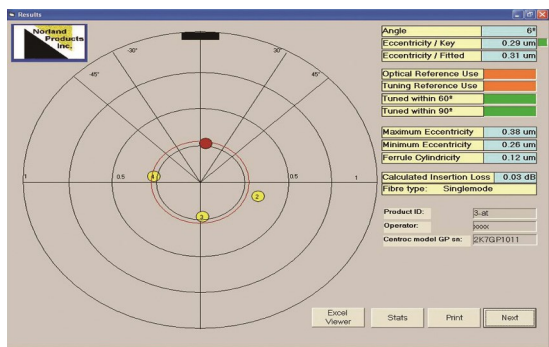 Results
Norland
Products
Inc.
-30°
30°
-45°
45°
1
0.5
0.5
1
4
2
3
Angle 6°
Eccentricity / Key 0.29 um
Eccentricity / Fitted 0.31 um
Optical Reference Use
Tuning Reference Use
Tuned within 60°
Tuned within 90°
Maximum Eccentricity 0.38 um
Minimum Eccentricity 0.26 um
Ferrule Cylindricity 0.12 um
Calculated Insertion Loss 0.03 dB
Fibre type: Singlemode
Product ID: 3-at
Operator: xxxx
Centroc model GP sn: 2K7GP1011
Excel
Viewer
Stats
Print
Next